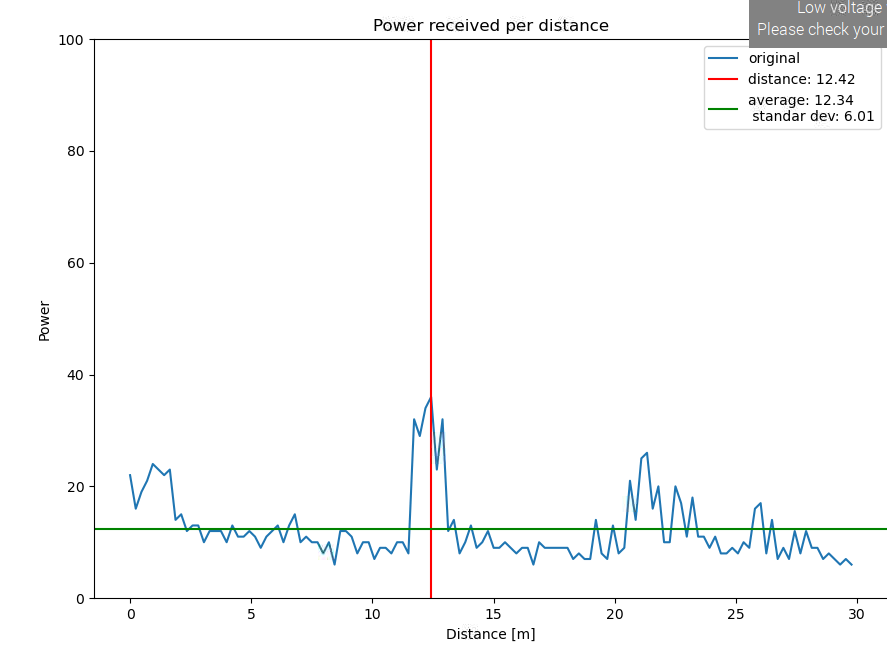 Low voltage
Please check your
Power received per distance
100
80
60
40
20
0
Power
original
distance: 12.42
average: 12.34
standar dev: 6.01
0 5 10 15 20 25 30
Distance [m]